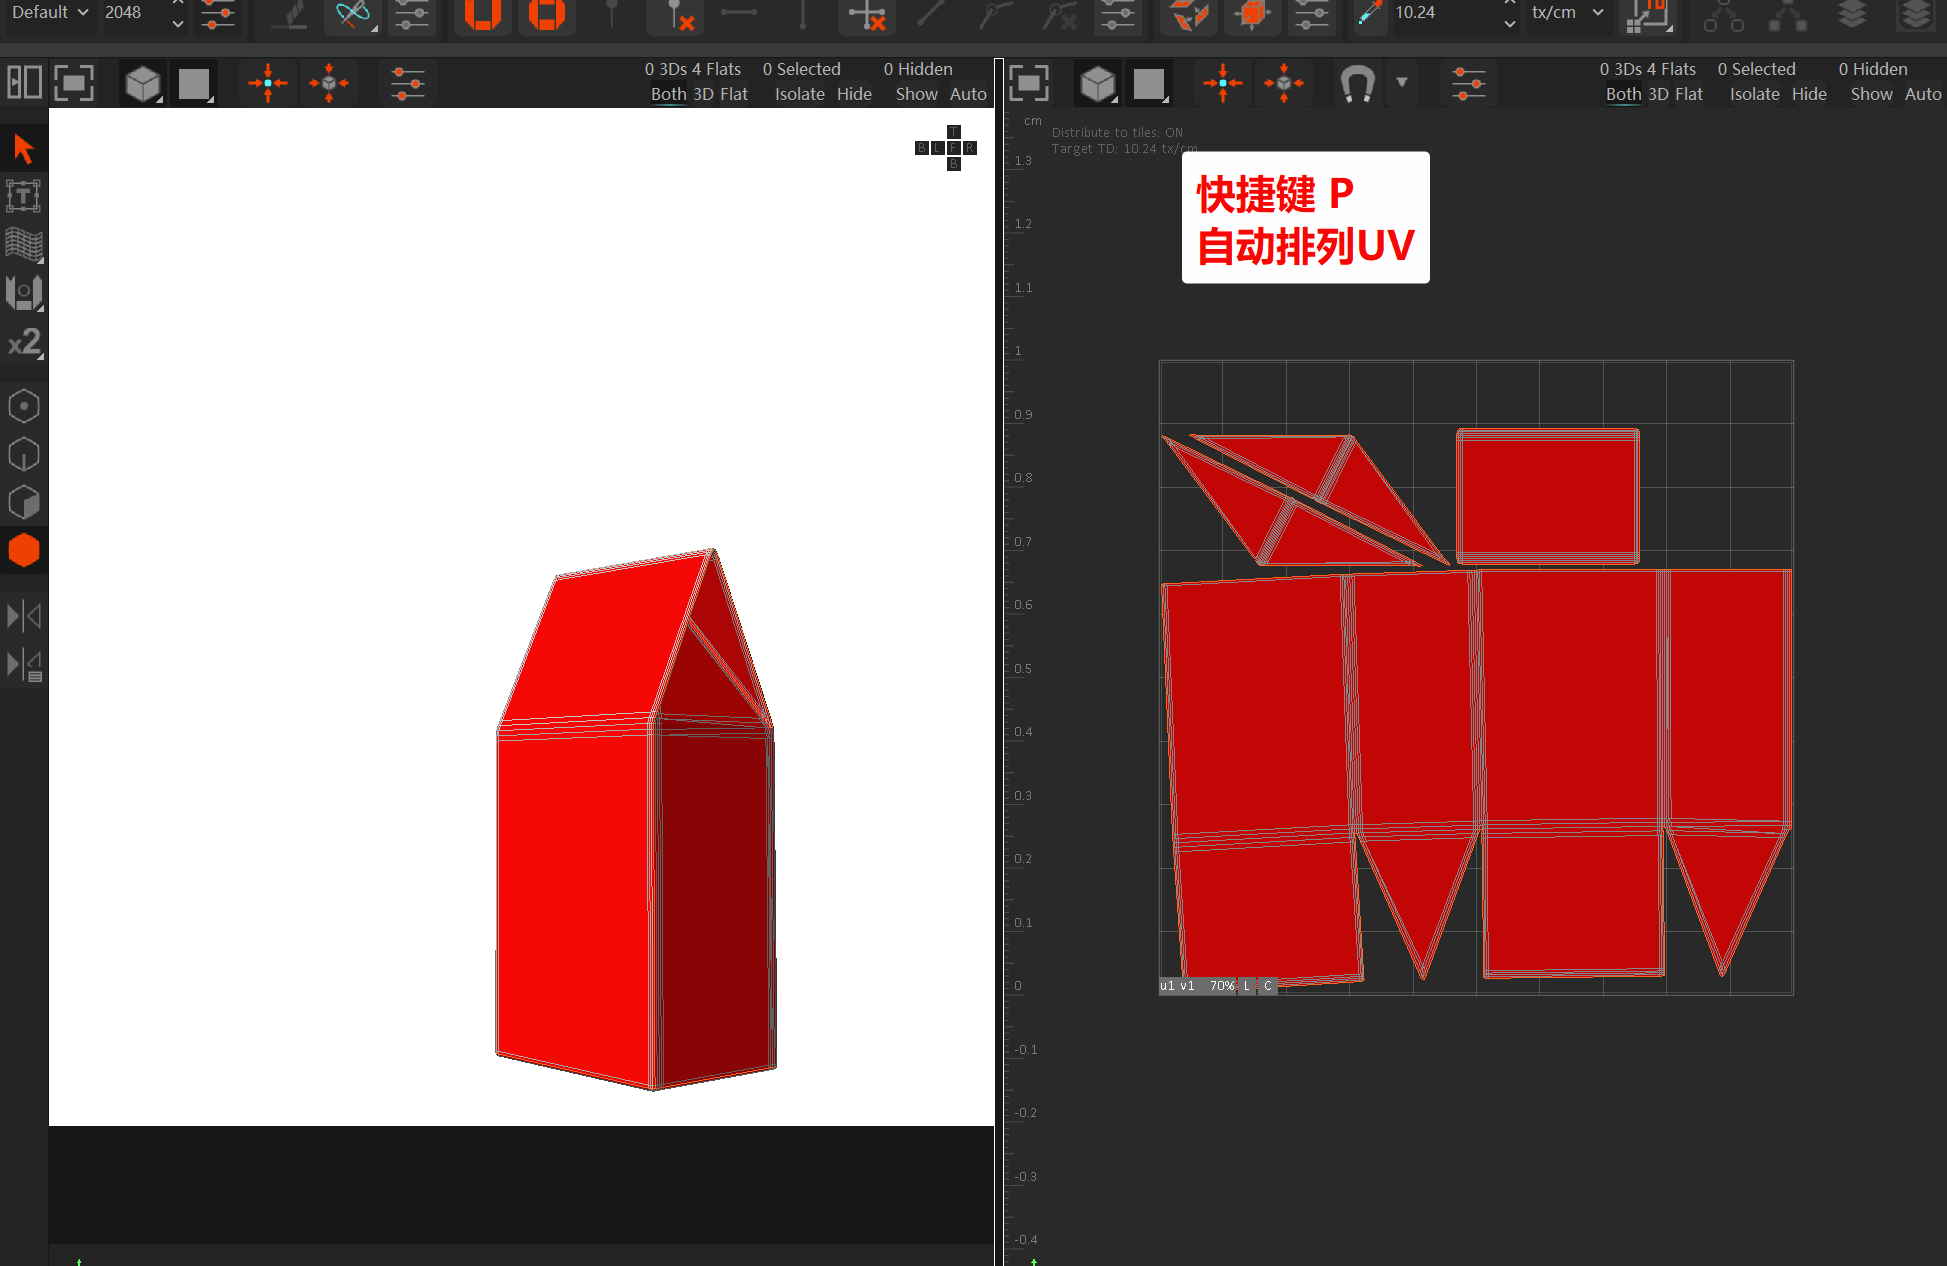 Default 2048 10.24 tx/cm
0 3Ds 4 Flats 0 Selected 0 Hidden
Both 3D Flat Isolate Hide Show Auto
0 3Ds 4 Flats 0 Selected 0 Hidden
Both 3D Flat Isolate Hide Show Auto
T
B L F R
B
T
x2
cm
Distribute to tiles: ON
Target TD: 10.24 tx/cm
快捷键 P
自动排列UV
1.3
1.2
1.1
1
0.9
0.8
0.7
0.6
0.5
0.4
0.3
0.2
0.1
0
-0.1
-0.2
-0.3
-0.4
u1 v1 70% L C